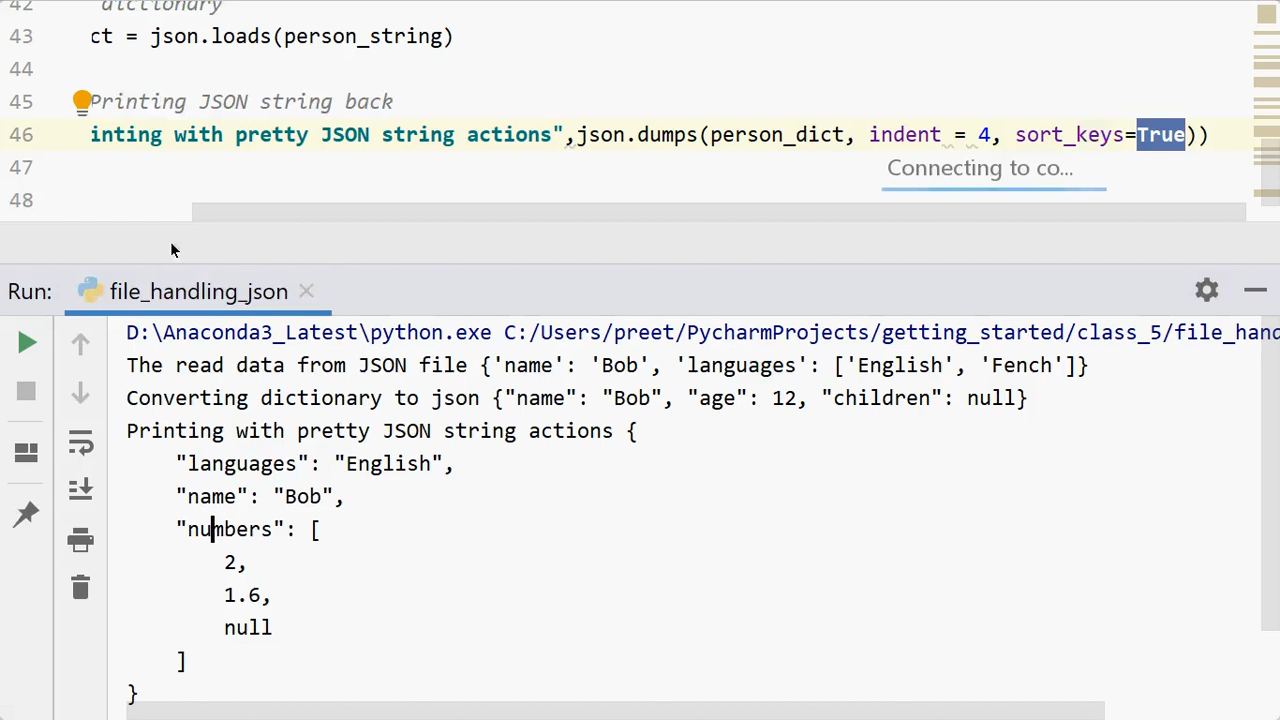 42 dictionary
43 ct = json.loads(person_string)
44
45 Printing JSON string back
46 inting with pretty JSON string actions",json.dumps(person_dict, indent = 4, sort_keys=True))
47 Connecting to co...
48
Run: file_handling_json
D:\Anaconda3_Latest\python.exe C:/Users/preet/PycharmProjects/getting_started/class_5/file_hand
The read data from JSON file {'name': 'Bob', 'languages': ['English', 'Fench']}
Converting dictionary to json {"name": "Bob", "age": 12, "children": null}
Printing with pretty JSON string actions {
    "languages": "English",
    "name": "Bob",
    "numbers": [
        2,
        1.6,
        null
    ]
}